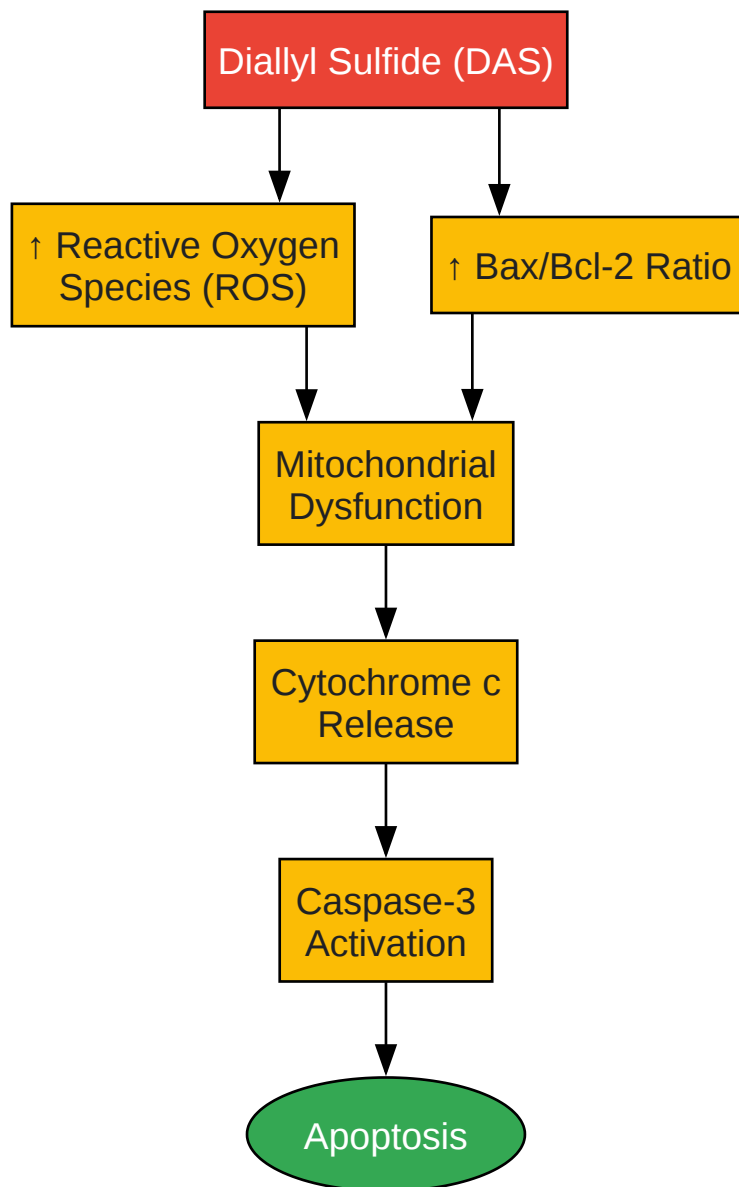 Diallyl Sulfide (DAS)
↑ Reactive Oxygen
Species (ROS)
↑ Bax/Bcl-2 Ratio
Mitochondrial
Dysfunction
Cytochrome c
Release
Caspase-3
Activation
Apoptosis